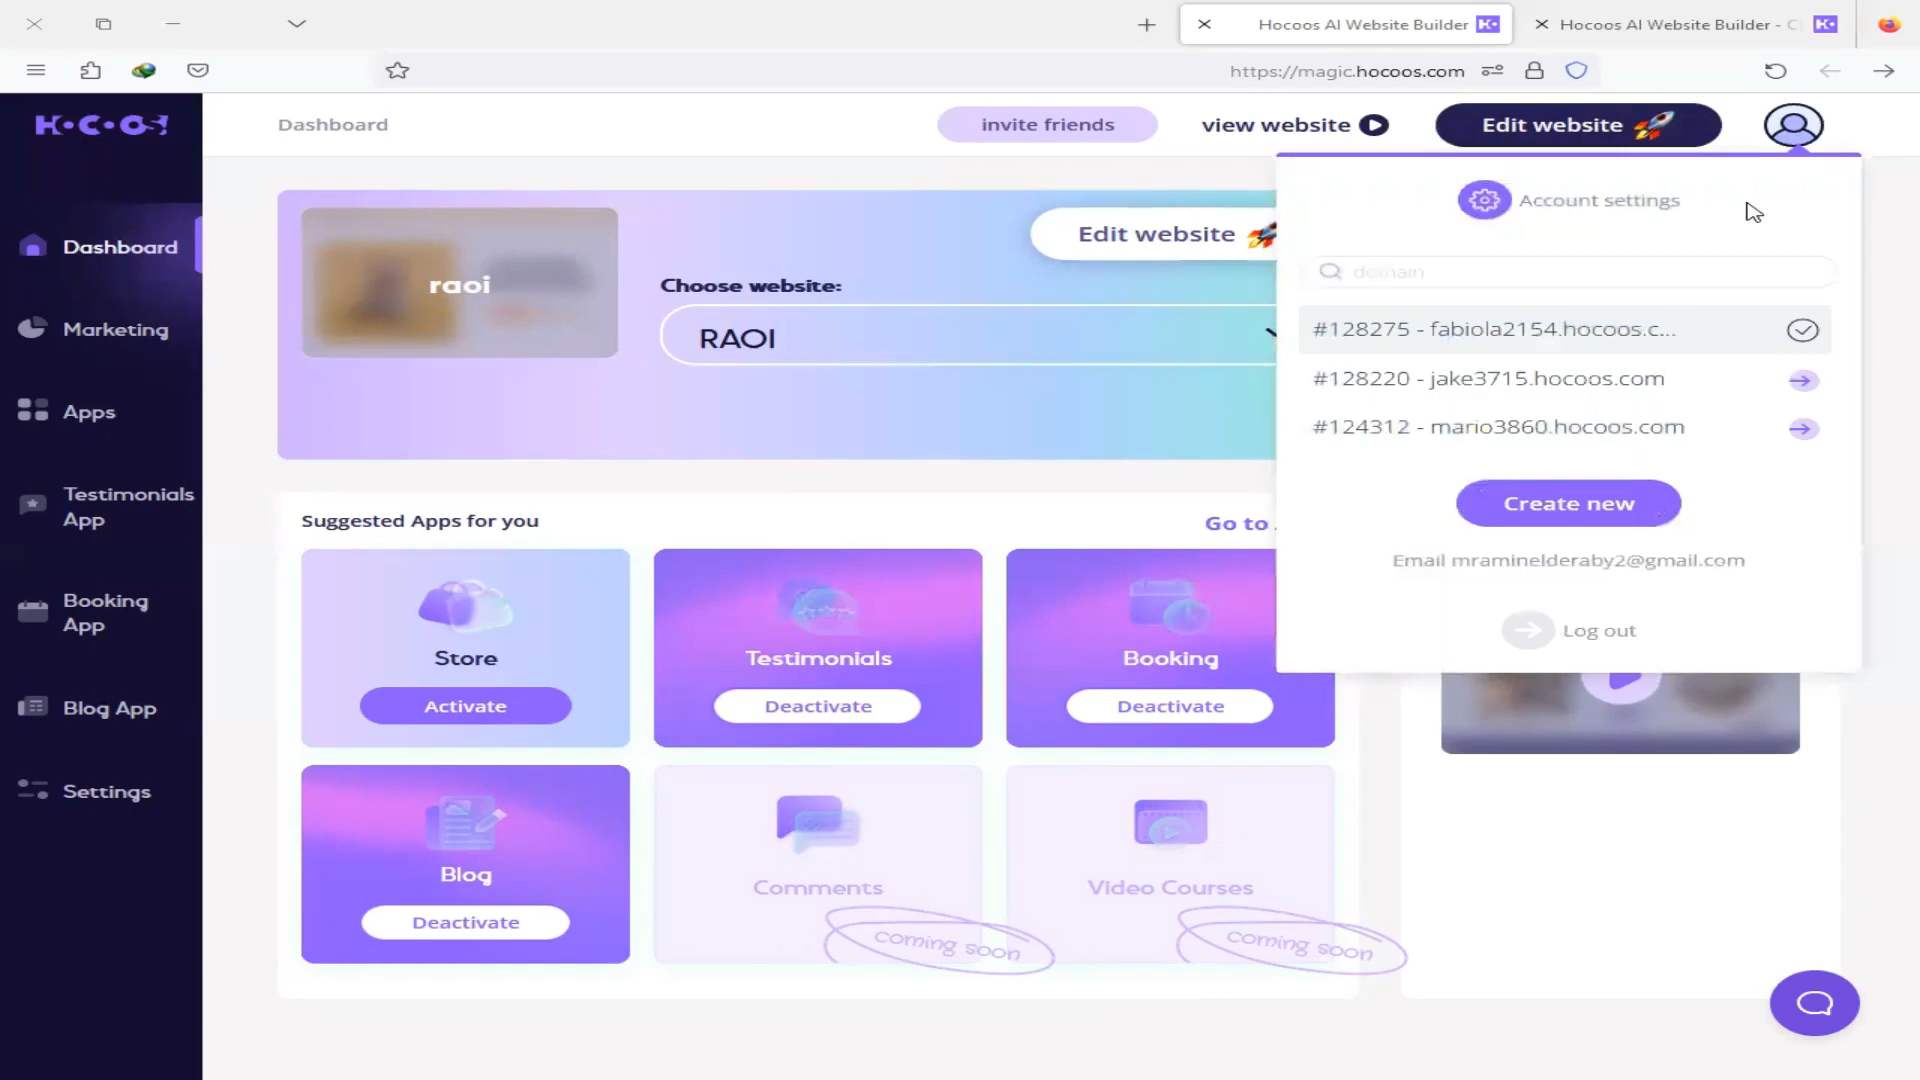 Hocoos AI Website Builder
Hocoos AI Website Builder - C
https://magic.hocoos.com
HOCOOS!
Dashboard
invite friends
view website
Edit website
Dashboard
Marketing
Apps
Testimonials
App
Booking
App
Blog App
Settings
raoi
Edit website
Choose website:
RAOI
Account settings
domain
#128275 - fabiola2154.hocoos.c...
#128220 - jake3715.hocoos.com
#124312 - mario3860.hocoos.com
Create new
Email mraminelderaby2@gmail.com
Log out
Suggested Apps for you
Go to
Store
Activate
Testimonials
Deactivate
Booking
Deactivate
Blog
Deactivate
Comments
Coming soon
Video Courses
Coming soon